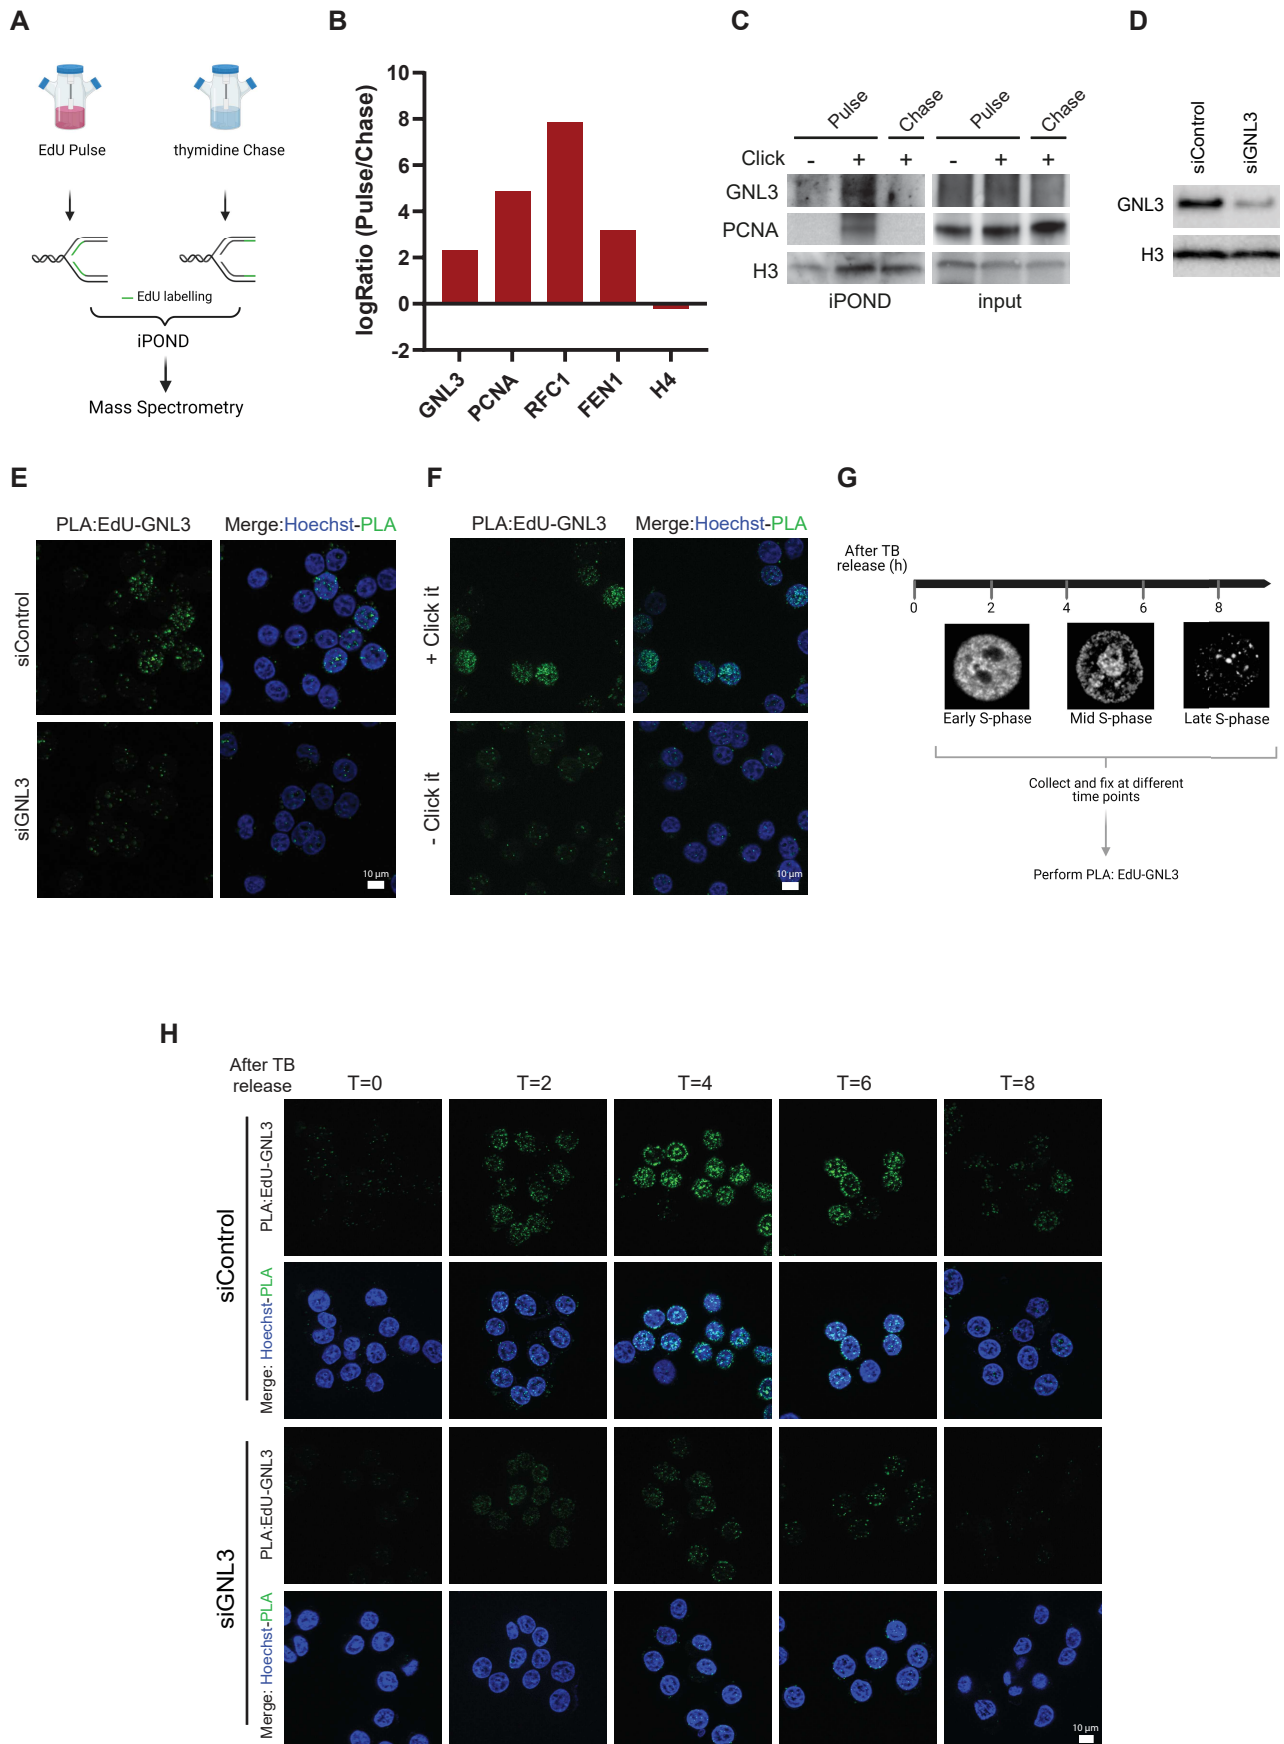 A
EdU Pulse
thymidine Chase
EdU labelling
iPOND
Mass Spectrometry
B
logRatio (Pulse/Chase)
10
8
6
4
2
0
-2
GNL3
PCNA
RFC1
FEN1
H4
C
Pulse
Chase
Pulse
Chase
Click - + + - + +
GNL3
PCNA
H3
iPOND
input
D
siControl
siGNL3
GNL3
H3
E
PLA:EdU-GNL3
Merge:Hoechst-PLA
siControl
siGNL3
10 µm
F
PLA:EdU-GNL3
Merge:Hoechst-PLA
+ Click it
- Click it
10 µm
G
After TB
release (h)
0 2 4 6 8
Early S-phase
Mid S-phase
Late S-phase
Collect and fix at different
time points
Perform PLA: EdU-GNL3
H
After TB
release
T=0
T=2
T=4
T=6
T=8
siControl
PLA:EdU-GNL3
Merge: Hoechst-PLA
siGNL3
PLA:EdU-GNL3
Merge: Hoechst-PLA
10 µm